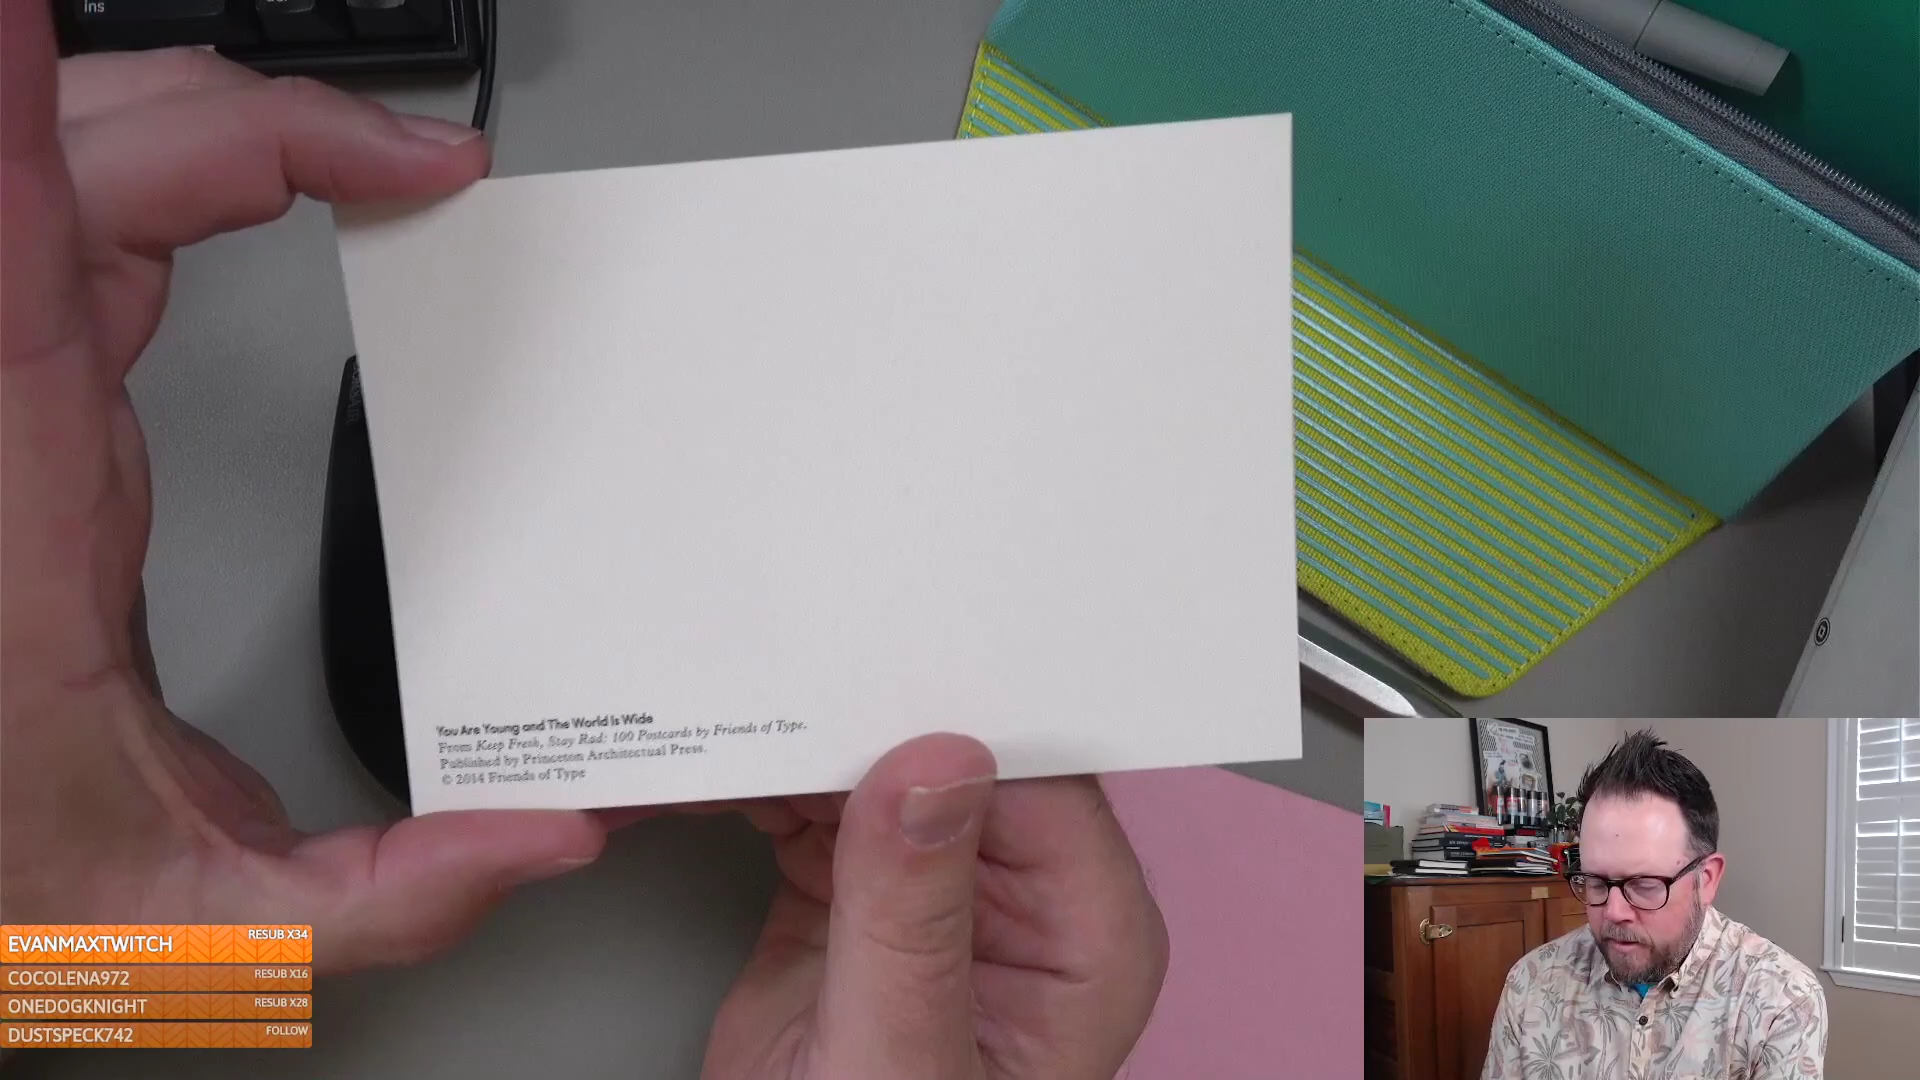 ins
You Are Young and The World Is Wide
From Keep Fresh, Stay Rad: 100 Postcards by Friends of Type.
Published by Princeton Architectural Press.
© 2014 Friends of Type
EVANMAXTWITCH RESUB X34
COCOLENA972 RESUB X16
ONEDOGKNIGHT RESUB X28
DUSTSPECK742 FOLLOW